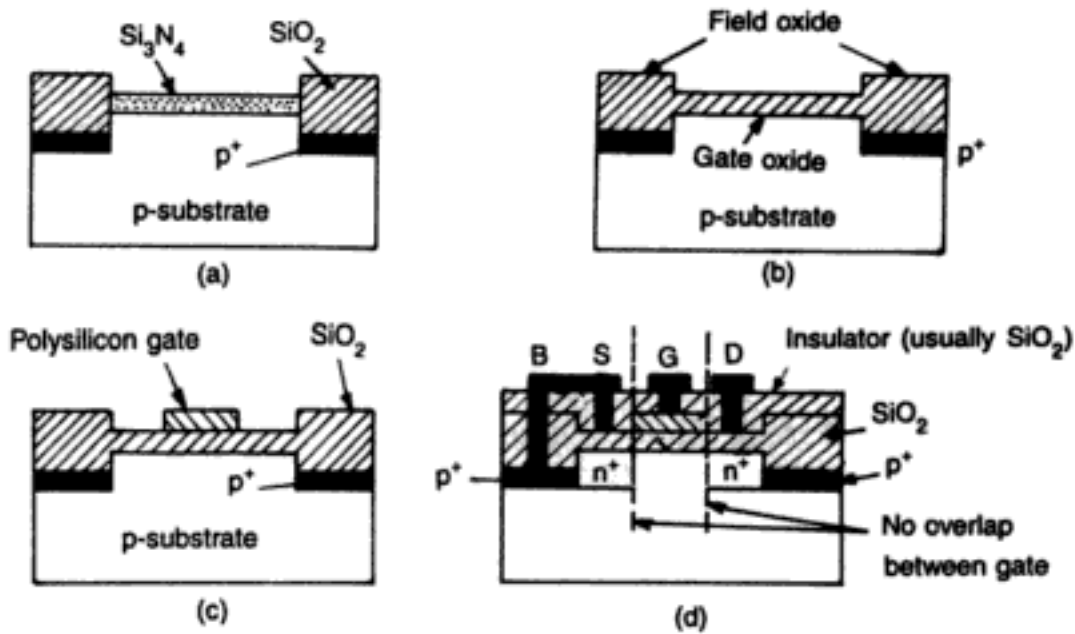 Si₃N₄
SiO₂
p⁺
p-substrate
(a)
Field oxide
Gate oxide
p⁺
p-substrate
(b)
Polysilicon gate
SiO₂
p⁺
p-substrate
(c)
B S G D
Insulator (usually SiO₂)
SiO₂
p⁺
n⁺ n⁺
p⁺
No overlap
between gate
(d)